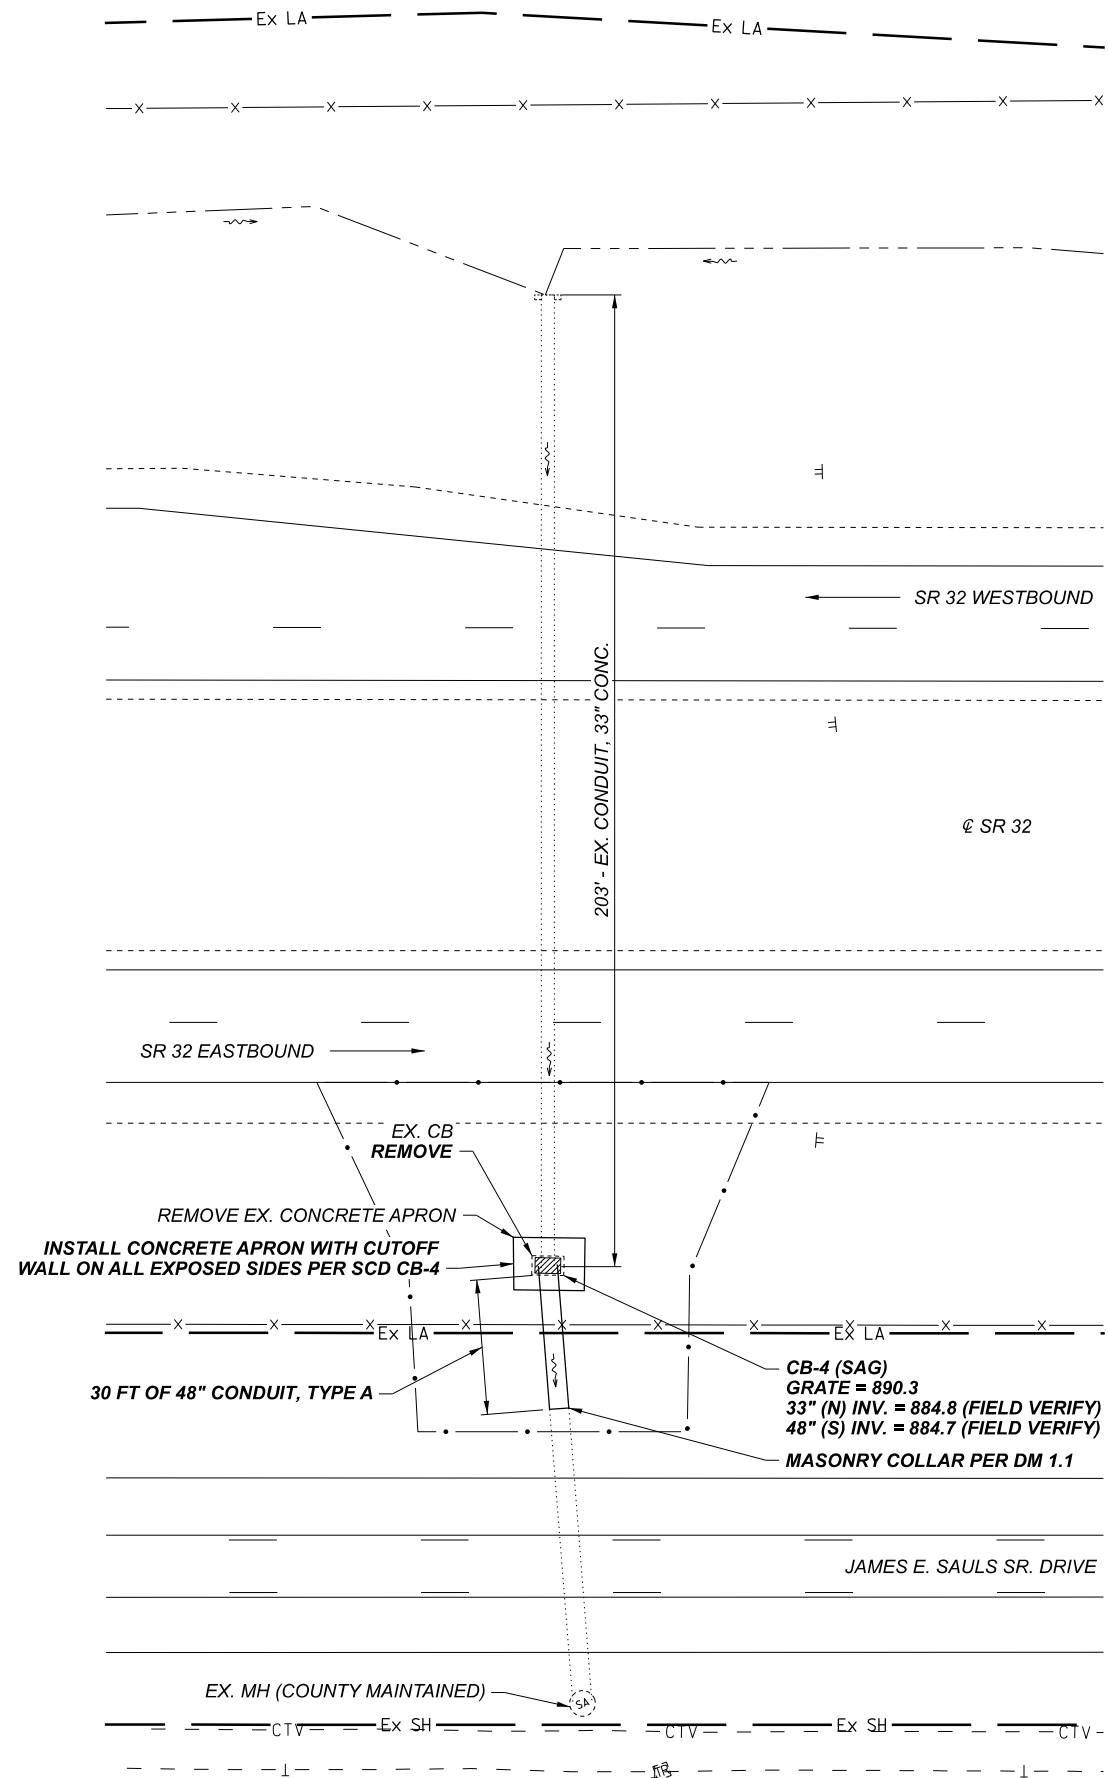 Ex LA
Ex LA
SR 32 WESTBOUND
203' - EX. CONDUIT, 33" CONC.
℄ SR 32
SR 32 EASTBOUND
EX. CB
REMOVE
REMOVE EX. CONCRETE APRON
INSTALL CONCRETE APRON WITH CUTOFF
WALL ON ALL EXPOSED SIDES PER SCD CB-4
Ex LA
Ex LA
30 FT OF 48" CONDUIT, TYPE A
CB-4 (SAG)
GRATE = 890.3
33" (N) INV. = 884.8 (FIELD VERIFY)
48" (S) INV. = 884.7 (FIELD VERIFY)
MASONRY COLLAR PER DM 1.1
JAMES E. SAULS SR. DRIVE
EX. MH (COUNTY MAINTAINED)
SA
Ex SH
Ex SH
CTV
CTV
CTV